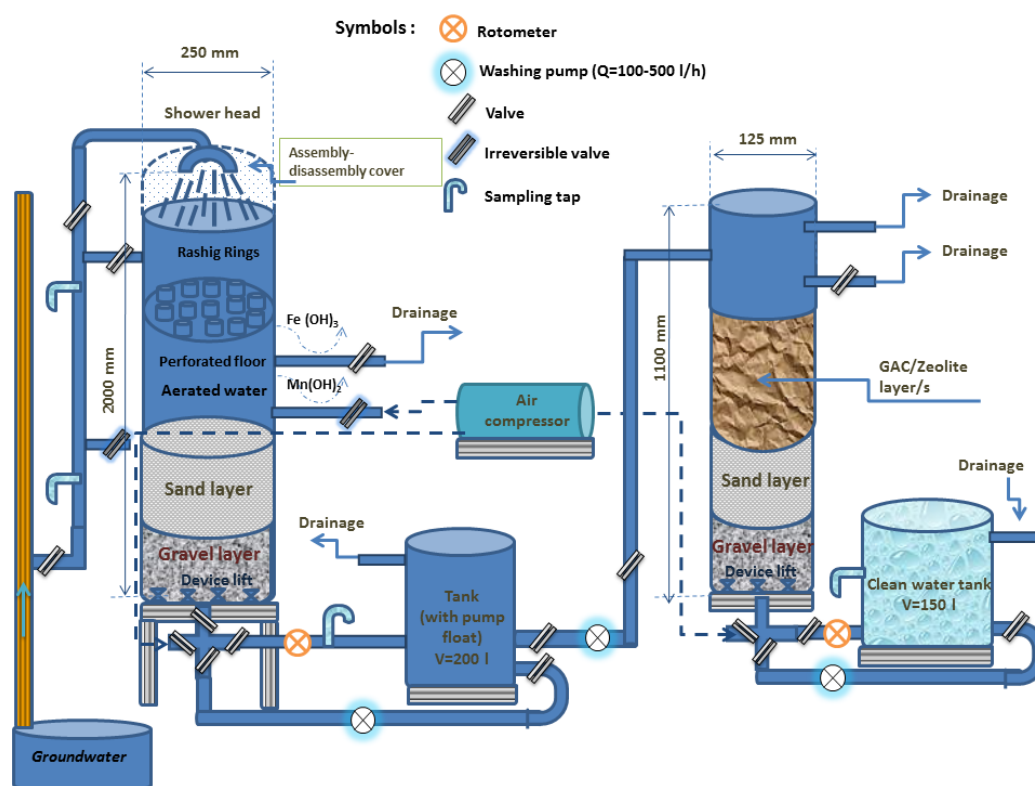 Symbols :
Rotometer
Washing pump (Q=100-500 l/h)
Valve
Irreversible valve
Sampling tap
250 mm
Shower head
Assembly-
disassembly cover
Rashig Rings
Fe (OH)3
Drainage
Perforated floor
Aerated water
Mn(OH)2
2000 mm
Air
compressor
Sand layer
Gravel layer
Device lift
Drainage
Tank
(with pump
float)
V=200 l
Groundwater
125 mm
Drainage
Drainage
1100 mm
GAC/Zeolite
layer/s
Sand layer
Drainage
Gravel layer
Device lift
Clean water tank
V=150 l